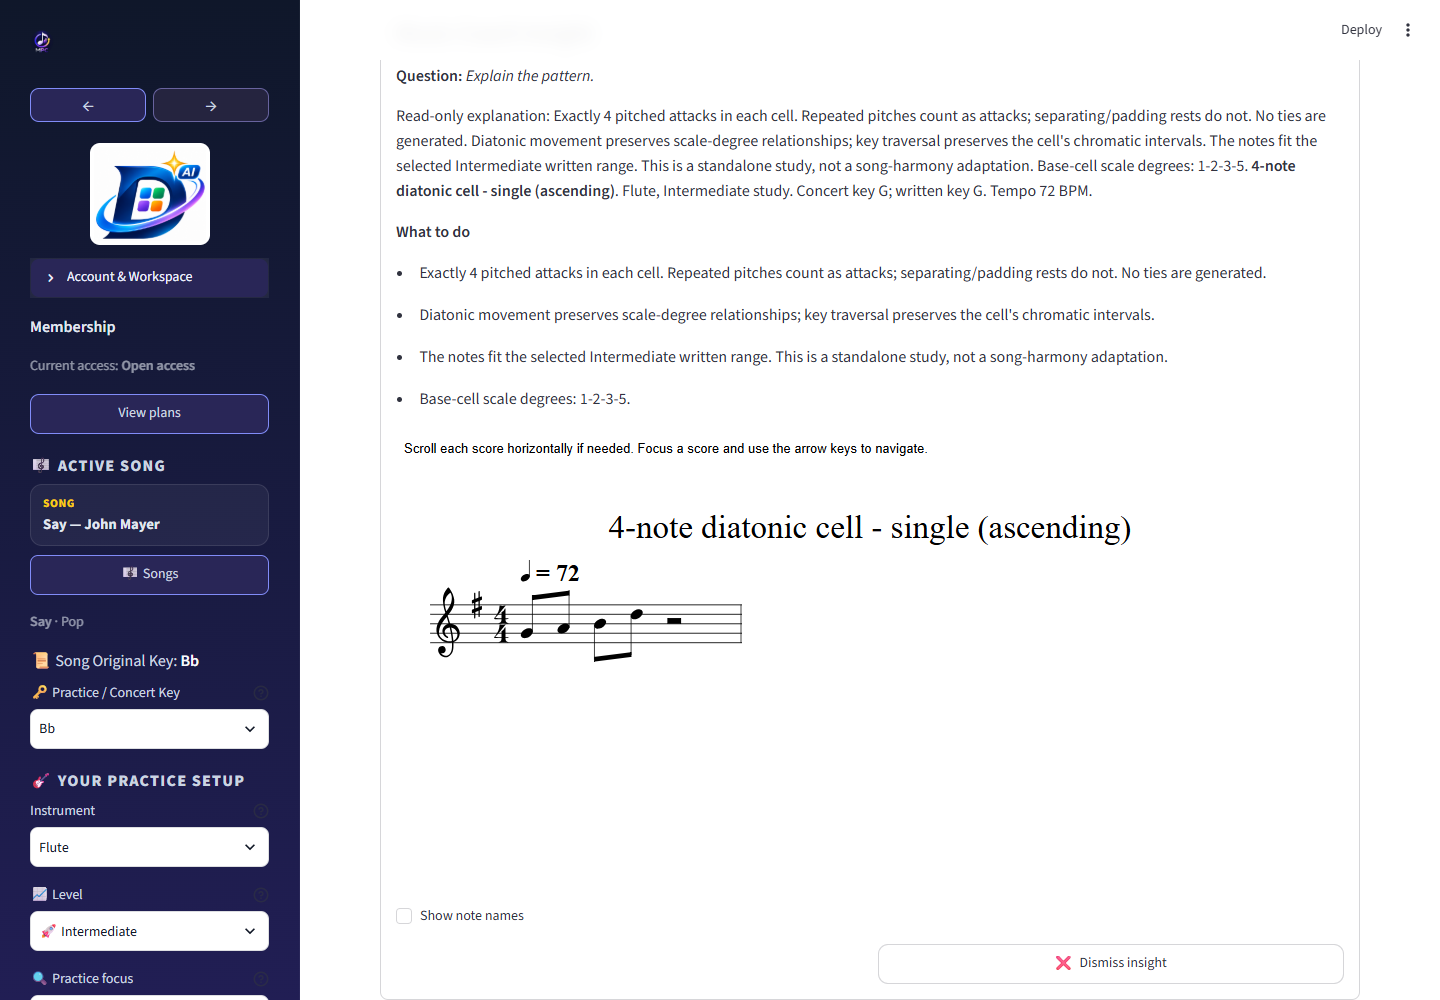 Deploy
Question: Explain the pattern.
Read-only explanation: Exactly 4 pitched attacks in each cell. Repeated pitches count as attacks; separating/padding rests do not. No ties are
generated. Diatonic movement preserves scale-degree relationships; key traversal preserves the cell's chromatic intervals. The notes fit the
selected Intermediate written range. This is a standalone study, not a song-harmony adaptation. Base-cell scale degrees: 1-2-3-5. 4-note
diatonic cell - single (ascending). Flute, Intermediate study. Concert key G; written key G. Tempo 72 BPM.
What to do
• Exactly 4 pitched attacks in each cell. Repeated pitches count as attacks; separating/padding rests do not. No ties are generated.
• Diatonic movement preserves scale-degree relationships; key traversal preserves the cell's chromatic intervals.
• The notes fit the selected Intermediate written range. This is a standalone study, not a song-harmony adaptation.
• Base-cell scale degrees: 1-2-3-5.
Scroll each score horizontally if needed. Focus a score and use the arrow keys to navigate.
4-note diatonic cell - single (ascending)
= 72
4
4
Show note names
Dismiss insight
AI
Account & Workspace
Membership
Current access: Open access
View plans
ACTIVE SONG
SONG
Say — John Mayer
Songs
Say · Pop
Song Original Key: Bb
Practice / Concert Key
Bb
YOUR PRACTICE SETUP
Instrument
Flute
Level
Intermediate
Practice focus